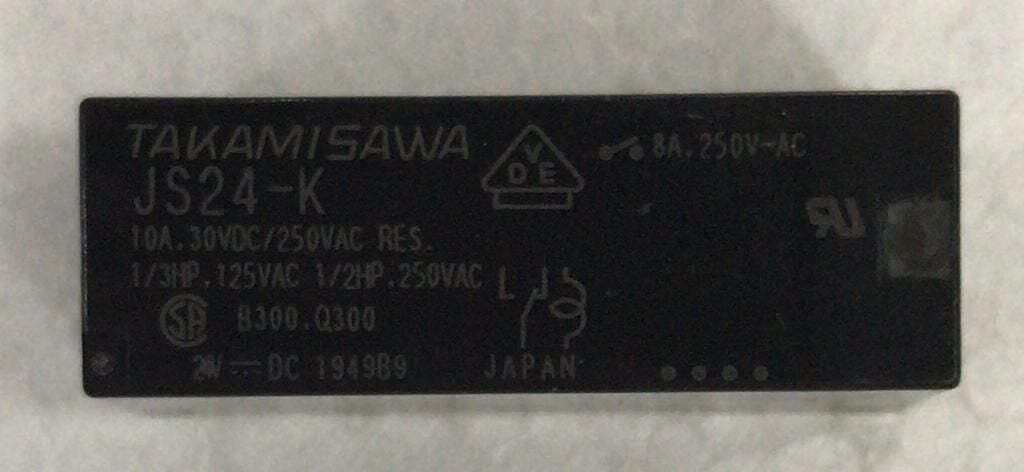 TAKAMISAWA
JS24-K
VDE
8A.250V~AC
10A.30VDC/250VAC RES.
1/3HP.125VAC 1/2HP.250VAC
B300.Q300
DC 1949B9
JAPAN